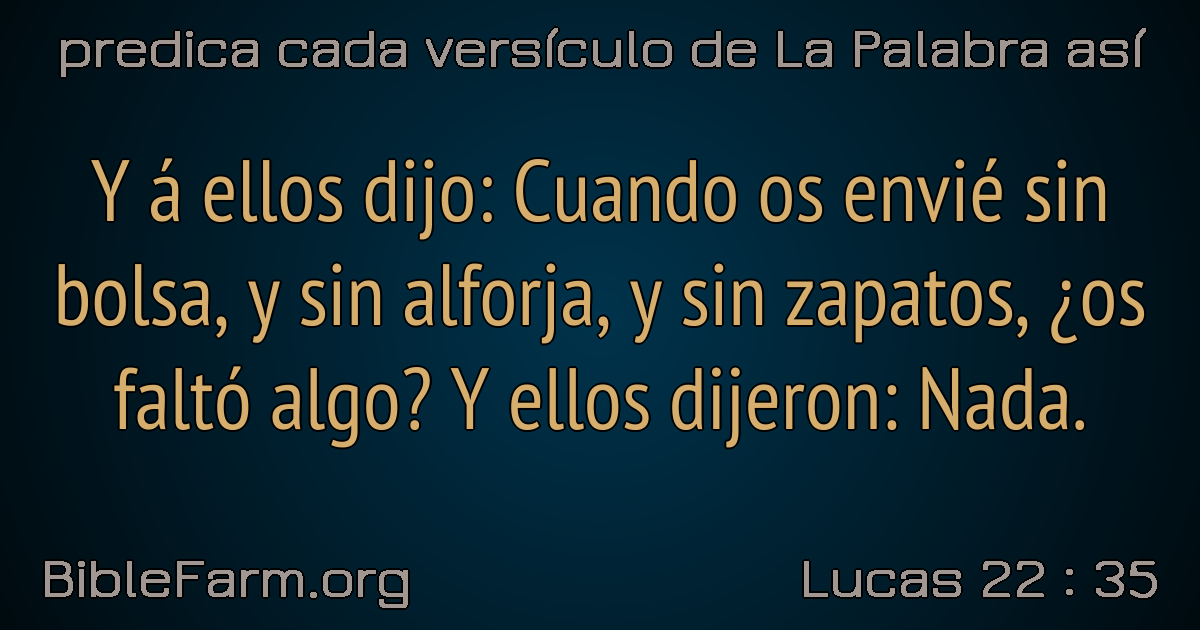 predica cada versículo de La Palabra así
Y á ellos dijo: Cuando os envié sin
bolsa, y sin alforja, y sin zapatos, ¿os
faltó algo? Y ellos dijeron: Nada.
BibleFarm.org
Lucas 22 : 35